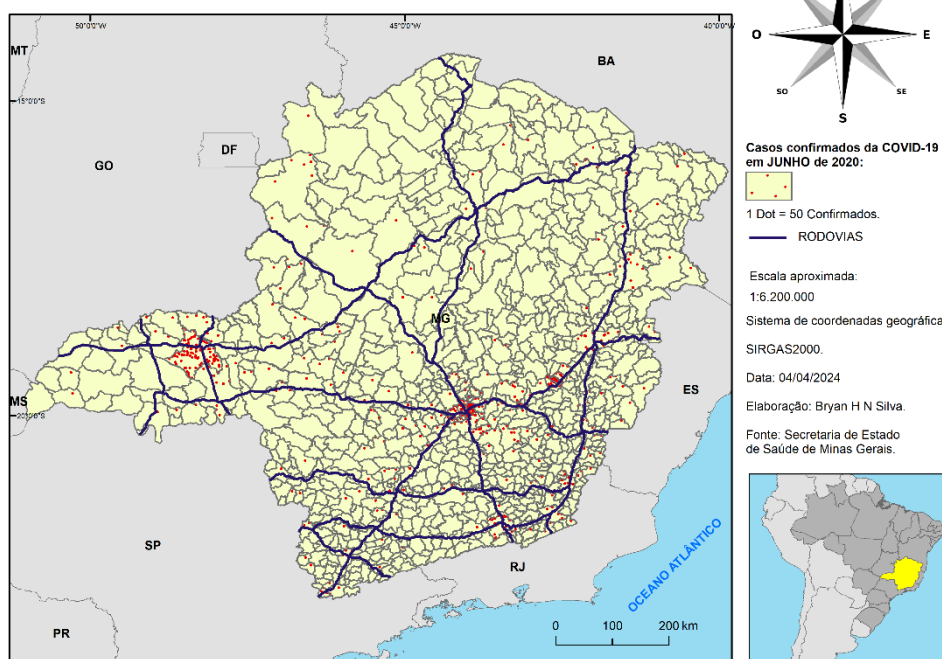 50°0'0"W
45°0'0"W
40°0'0"W
MT
BA
15°0'0"S
GO
DF
MG
MS
20°0'0"S
ES
SP
RJ
PR
OCEANO ATLÂNTICO
0 100 200 km
O
E
SO
SE
S
Casos confirmados da COVID-19
em JUNHO de 2020:
1 Dot = 50 Confirmados.
RODOVIAS
Escala aproximada:
1:6.200.000
Sistema de coordenadas geográfica
SIRGAS2000.
Data: 04/04/2024
Elaboração: Bryan H N Silva.
Fonte: Secretaria de Estado
de Saúde de Minas Gerais.